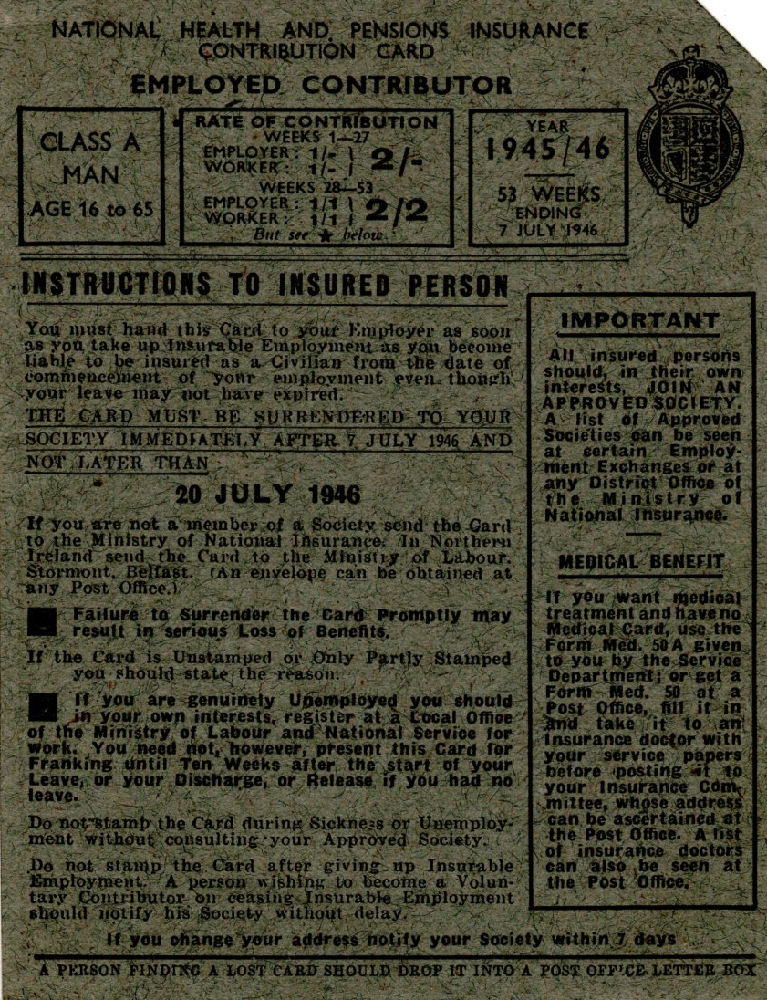 NATIONAL HEALTH AND PENSIONS INSURANCE
CONTRIBUTION CARD
EMPLOYED CONTRIBUTOR
CLASS A
MAN
AGE 16 to 65
RATE OF CONTRIBUTION
WEEKS 1—27
EMPLOYER : 1/- } 2/-
WORKER : 1/- }
WEEKS 28—53
EMPLOYER : 1/1 } 2/2
WORKER : 1/1 }
But see ★ below.
YEAR
1945/46
53 WEEKS
ENDING
7 JULY 1946
INSTRUCTIONS TO INSURED PERSON
You must hand this Card to your Employer as soon
as you take up Insurable Employment as you become
liable to be insured as a Civilian from the date of
commencement of your employment even though
your leave may not have expired.
THE CARD MUST BE SURRENDERED TO YOUR
SOCIETY IMMEDIATELY AFTER 7 JULY 1946 AND
NOT LATER THAN
20 JULY 1946
If you are not a member of a Society send the Card
to the Ministry of National Insurance. In Northern
Ireland send the Card to the Ministry of Labour,
Stormont, Belfast. (An envelope can be obtained at
any Post Office.)
Failure to Surrender the Card Promptly may
result in serious Loss of Benefits.
If the Card is Unstamped or Only Partly Stamped
you should state the reason.
If you are genuinely Unemployed you should
in your own interests, register at a Local Office
of the Ministry of Labour and National Service for
work. You need not, however, present this Card for
Franking until Ten Weeks after the start of your
Leave, or your Discharge, or Release if you had no
leave.
Do not stamp the Card during Sickness or Unemploy-
ment without consulting your Approved Society.
Do not stamp the Card after giving up Insurable
Employment. A person wishing to become a Volun-
tary Contributor on ceasing Insurable Employment
should notify his Society without delay.
IMPORTANT
All insured persons
should, in their own
interests, JOIN AN
APPROVED SOCIETY.
A list of Approved
Societies can be seen
at certain Employ-
ment Exchanges or at
any District Office of
the Ministry of
National Insurance.
MEDICAL BENEFIT
If you want medical
treatment and have no
Medical Card, use the
Form Med. 50A given
to you by the Service
Department; or get a
Form Med. 50 at a
Post Office, fill it in
and take it to an
insurance doctor with
your service papers
before posting it to
your Insurance Com-
mittee, whose address
can be ascertained at
the Post Office. A list
of insurance doctors
can also be seen at
the Post Office.
If you change your address notify your Society within 7 days
A PERSON FINDING A LOST CARD SHOULD DROP IT INTO A POST OFFICE LETTER BOX